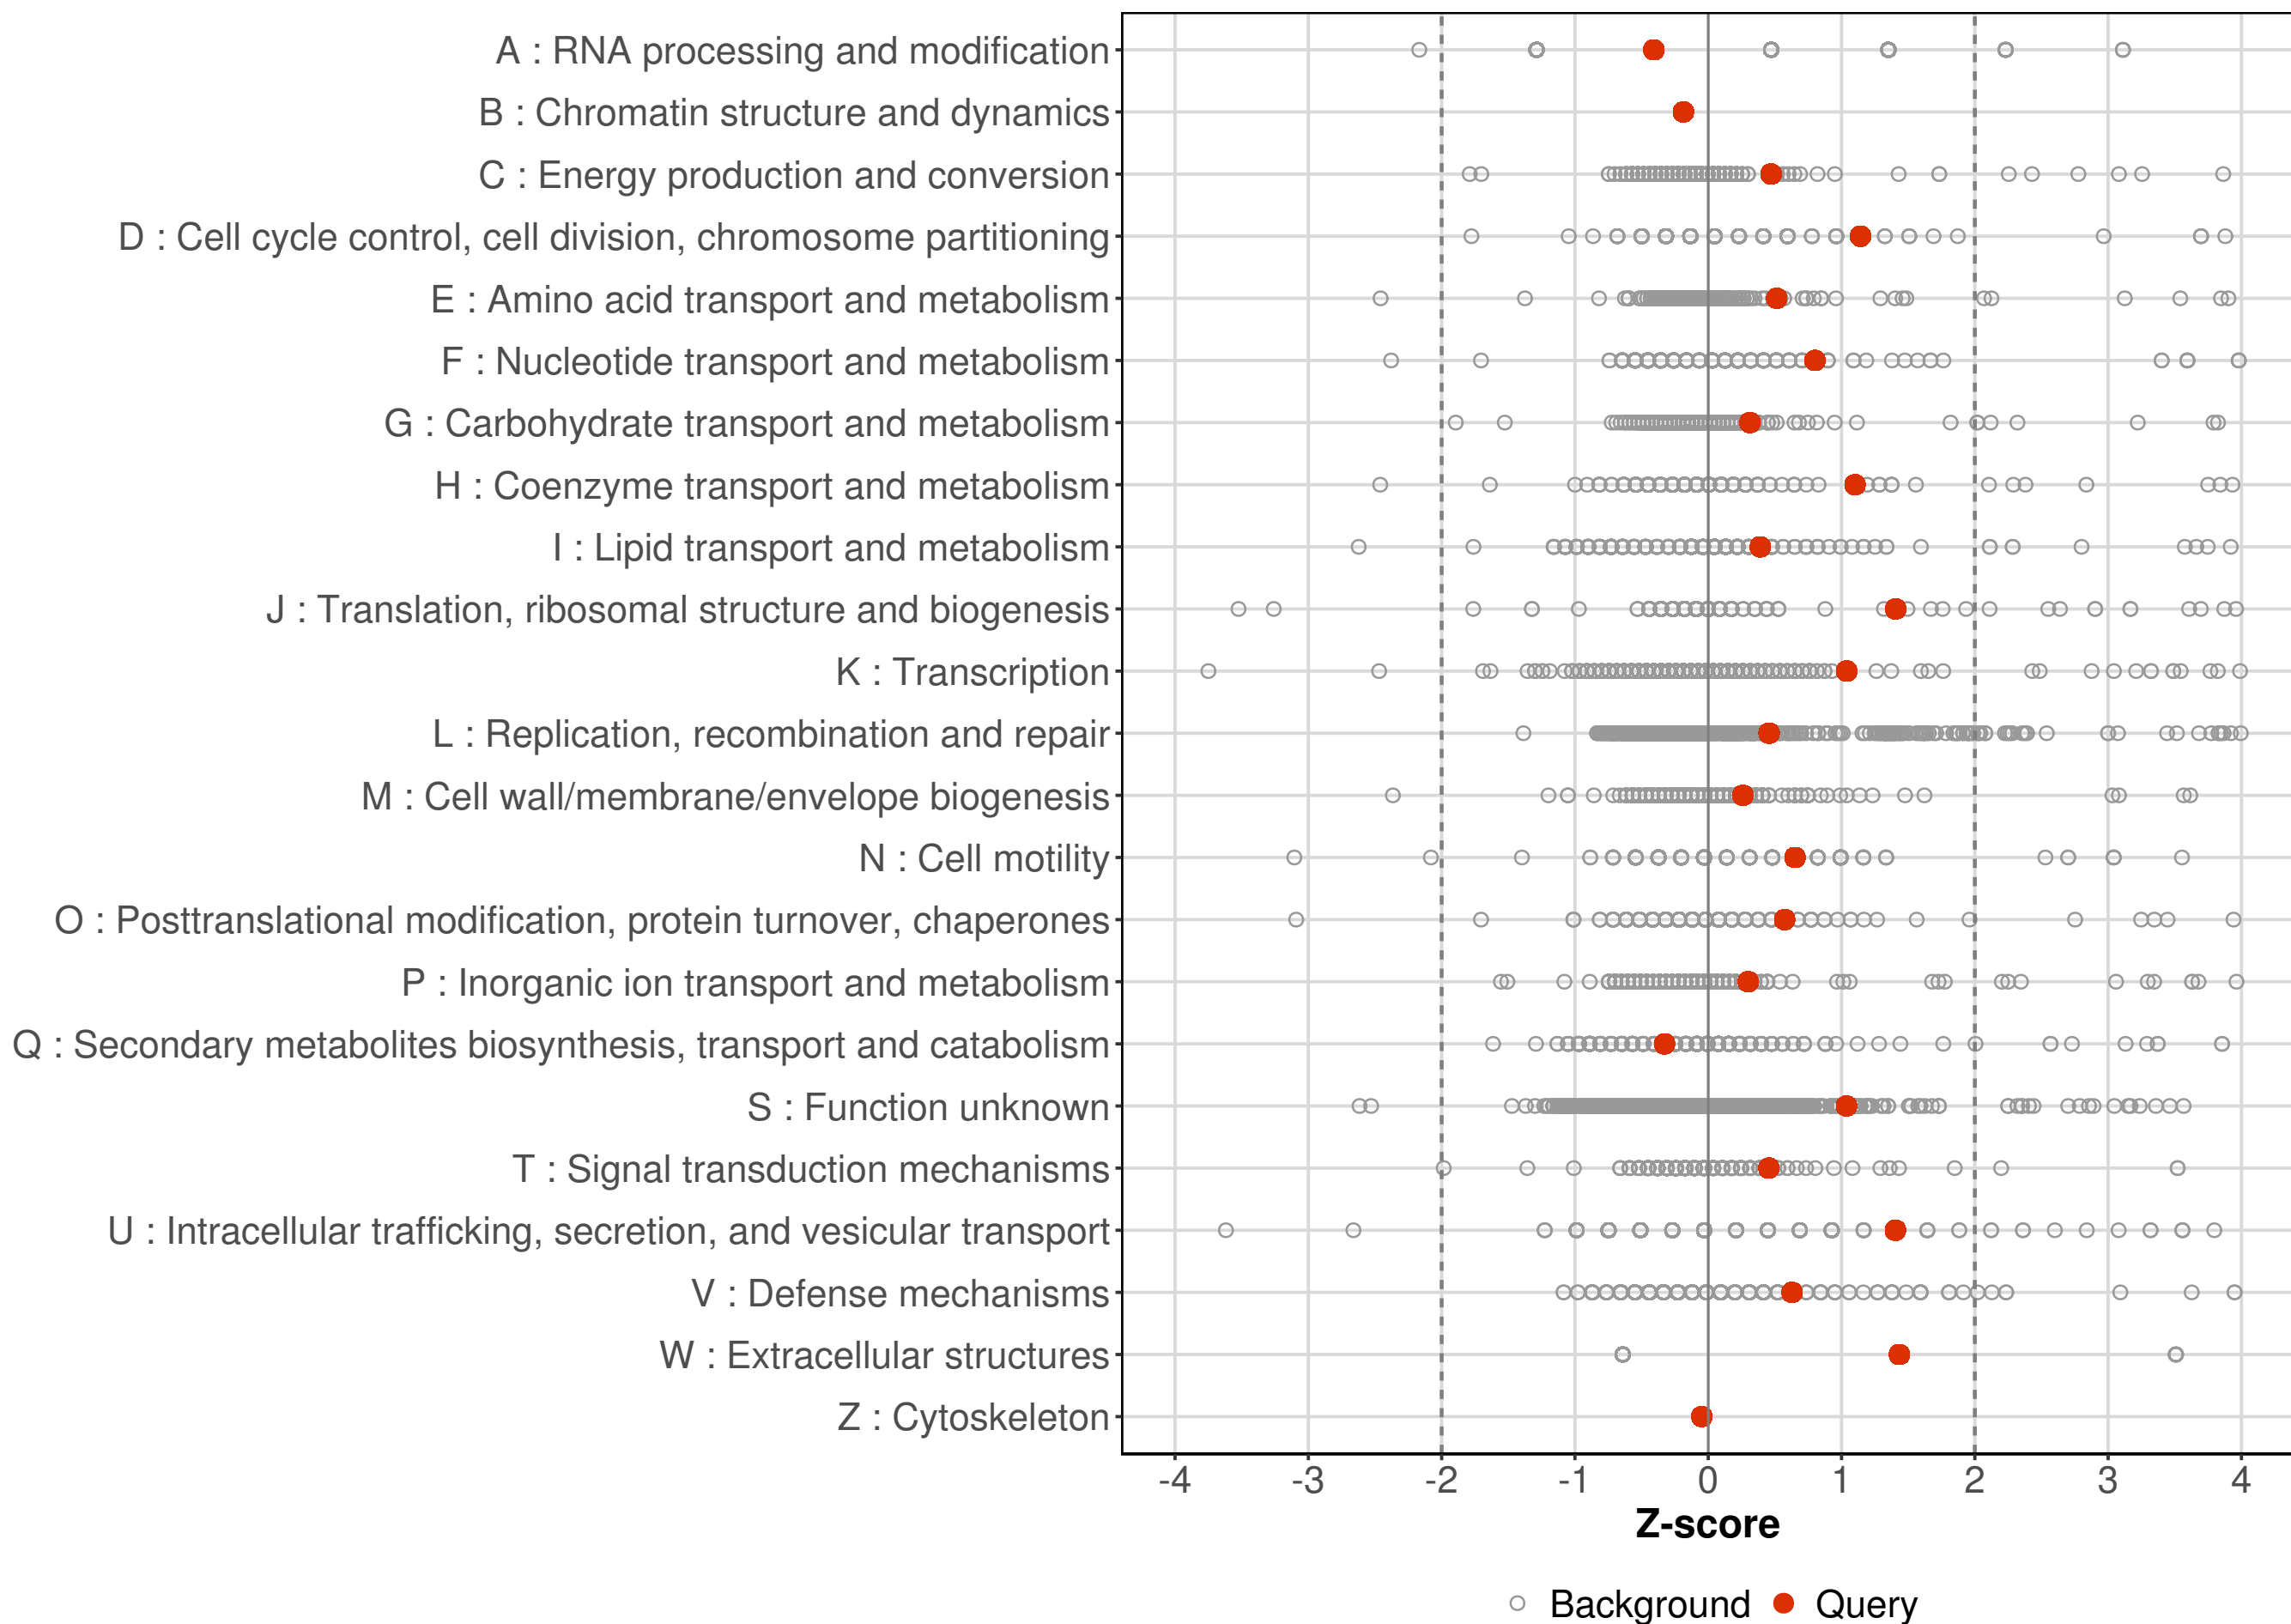 A : RNA processing and modification
B : Chromatin structure and dynamics
C : Energy production and conversion
D : Cell cycle control, cell division, chromosome partitioning
E : Amino acid transport and metabolism
F : Nucleotide transport and metabolism
G : Carbohydrate transport and metabolism
H : Coenzyme transport and metabolism
I : Lipid transport and metabolism
J : Translation, ribosomal structure and biogenesis
K : Transcription
L : Replication, recombination and repair
M : Cell wall/membrane/envelope biogenesis
N : Cell motility
O : Posttranslational modification, protein turnover, chaperones
P : Inorganic ion transport and metabolism
Q : Secondary metabolites biosynthesis, transport and catabolism
S : Function unknown
T : Signal transduction mechanisms
U : Intracellular trafficking, secretion, and vesicular transport
V : Defense mechanisms
W : Extracellular structures
Z : Cytoskeleton
-4 -3 -2 -1 0 1 2 3 4
Z-score
Background Query